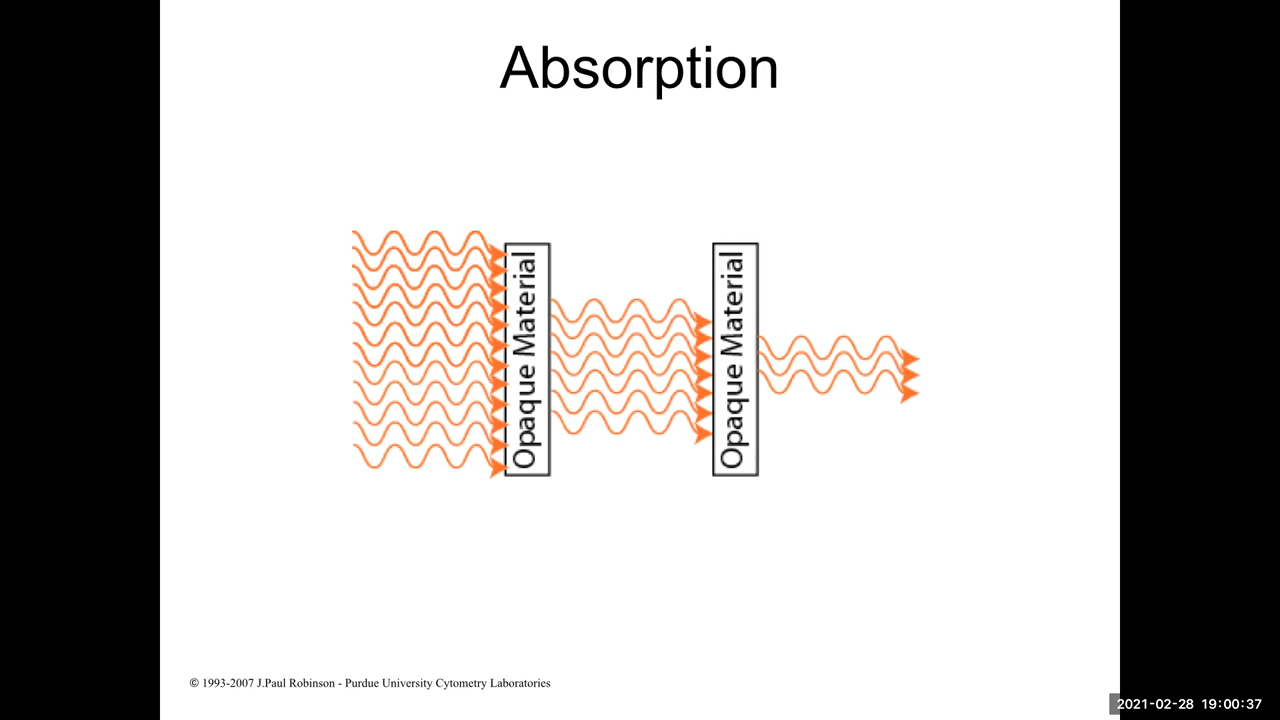 Absorption
Opaque Material
Opaque Material
© 1993-2007 J.Paul Robinson - Purdue University Cytometry Laboratories
2021-02-28 19:00:37